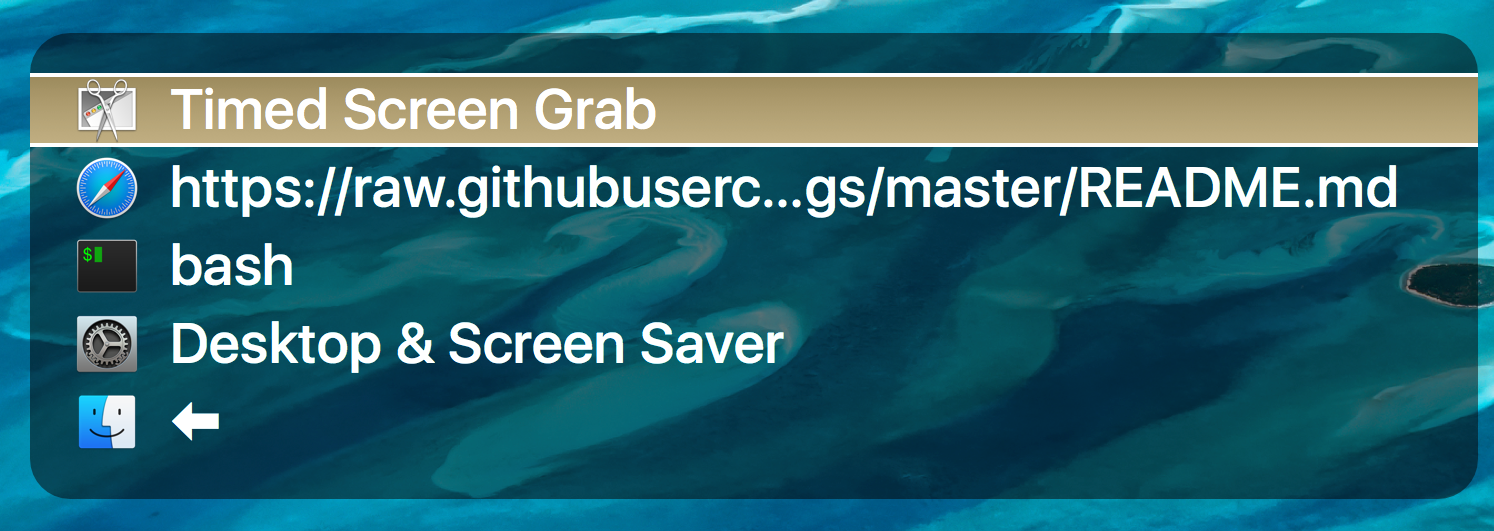 Timed Screen Grab
https://raw.githubuserc...gs/master/README.md
$
bash
Desktop & Screen Saver
⬅